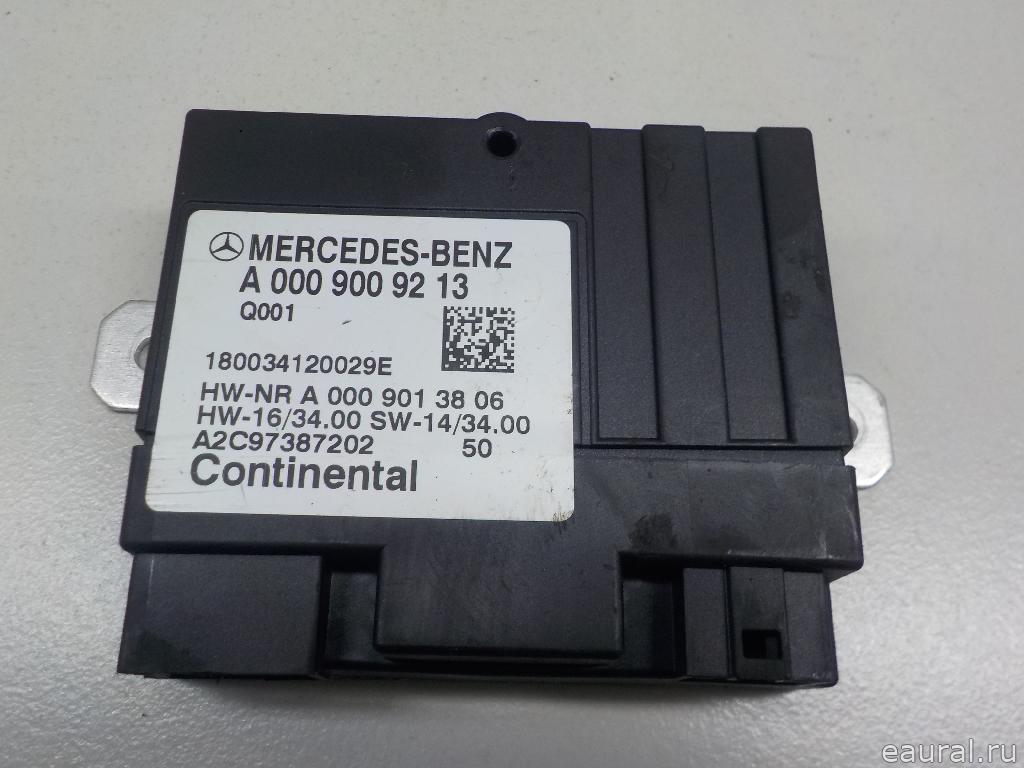 MERCEDES-BENZ
A 000 900 92 13
Q001
180034120029E
HW-NR A 000 901 38 06
HW-16/34.00 SW-14/34.00
A2C97387202 50
Continental
eaural.ru